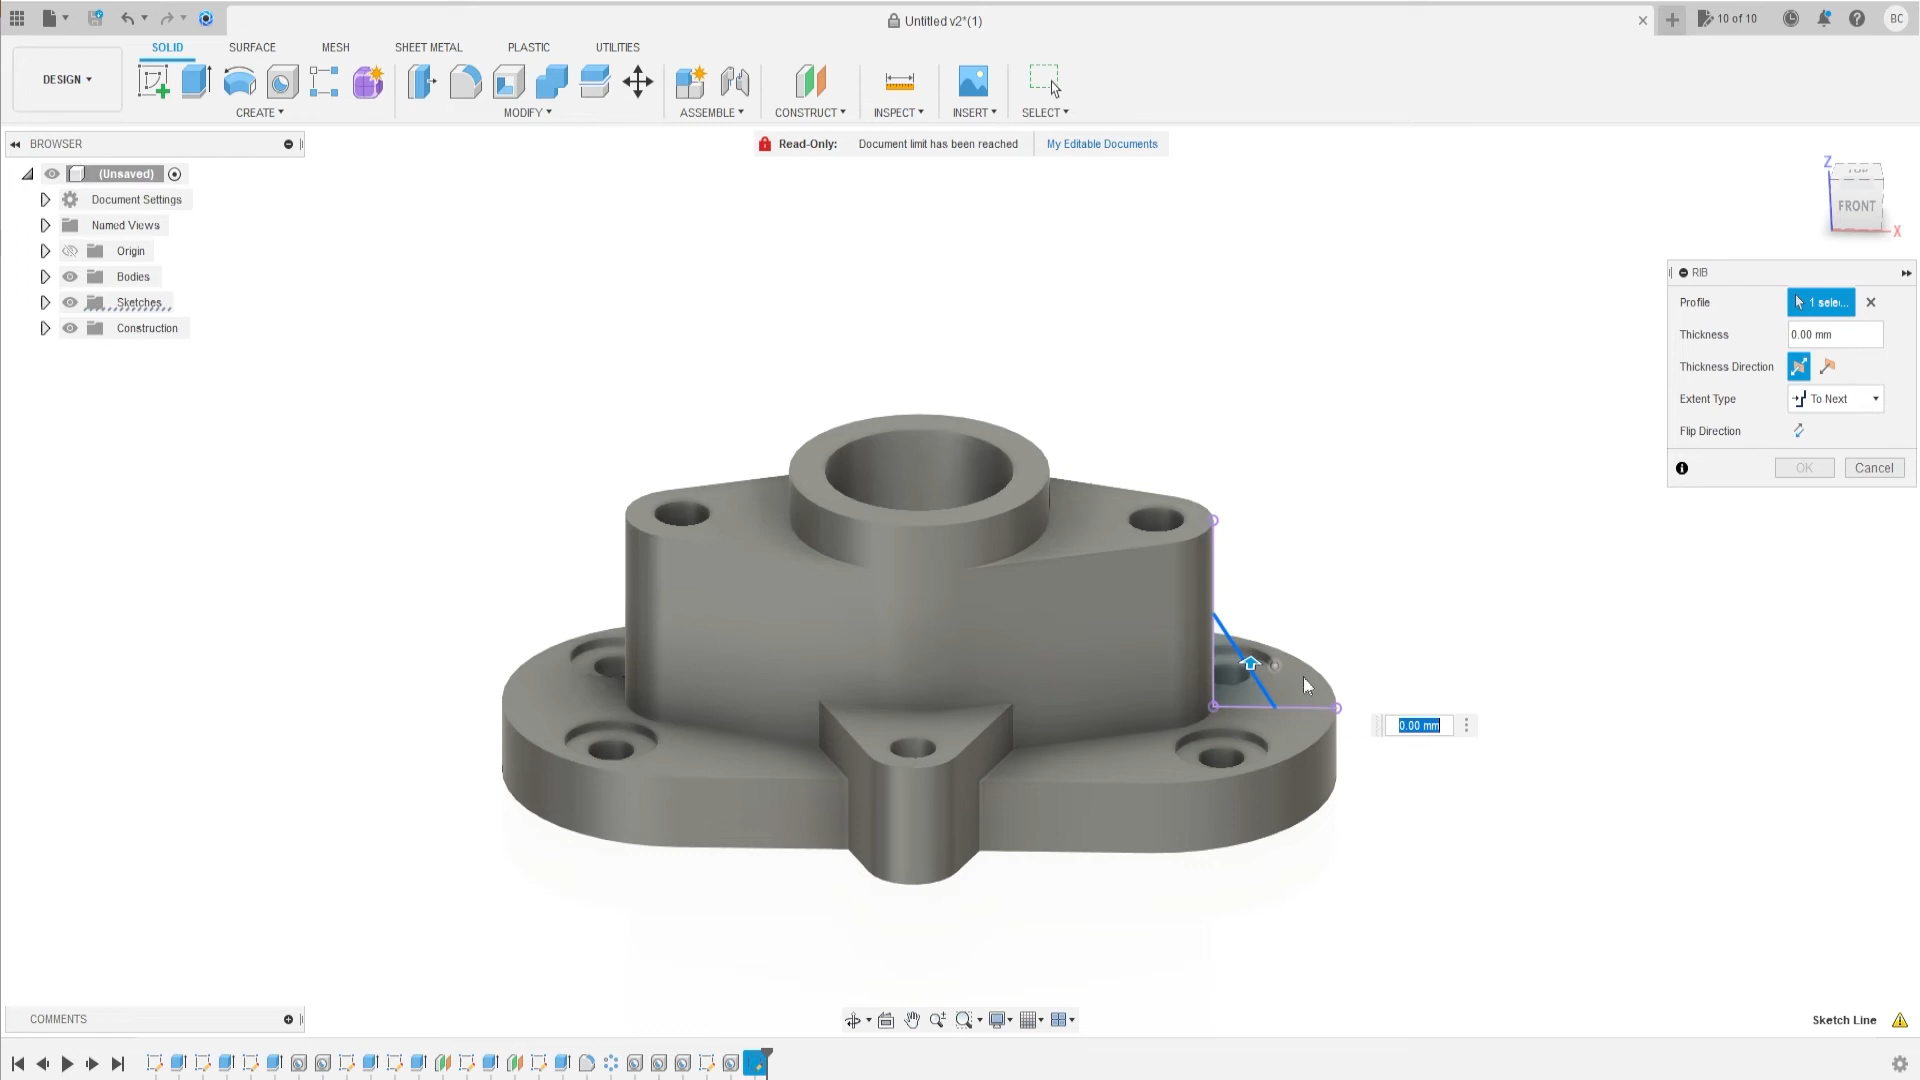 Untitled v2*(1)
10 of 10
BC
DESIGN
SOLID
SURFACE
MESH
SHEET METAL
PLASTIC
UTILITIES
CREATE
MODIFY
ASSEMBLE
CONSTRUCT
INSPECT
INSERT
SELECT
BROWSER
Read-Only: Document limit has been reached My Editable Documents
(Unsaved)
Document Settings
Named Views
Origin
Bodies
Sketches
Construction
Z
TOP
FRONT
X
RIB
Profile 1 selec...
Thickness 0.00 mm
Thickness Direction
Extent Type To Next
Flip Direction
OK Cancel
0.00 mm
COMMENTS
Sketch Line